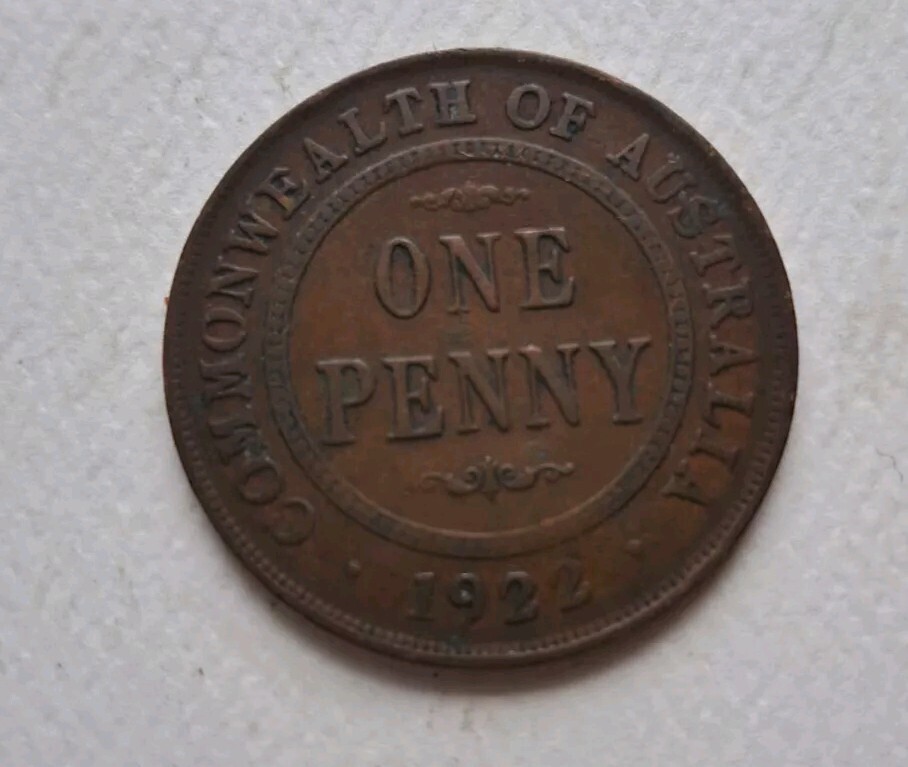 COMMONWEALTH OF AUSTRALIA
ONE
PENNY
· 1922 ·